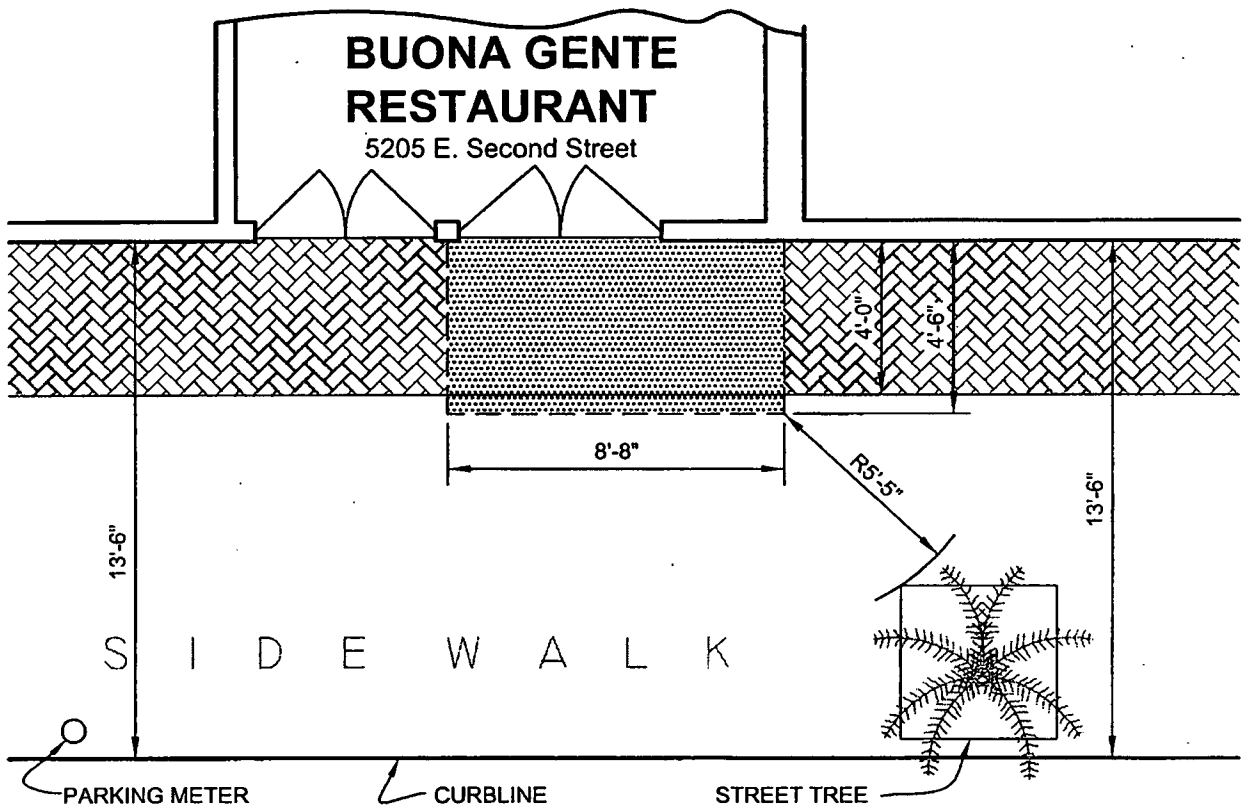 BUONA GENTE
RESTAURANT
5205 E. Second Street
4'-0"
4'-6"
8'-8"
R5'-5"
13'-6"
13'-6"
SIDEWALK
PARKING METER
CURBLINE
STREET TREE